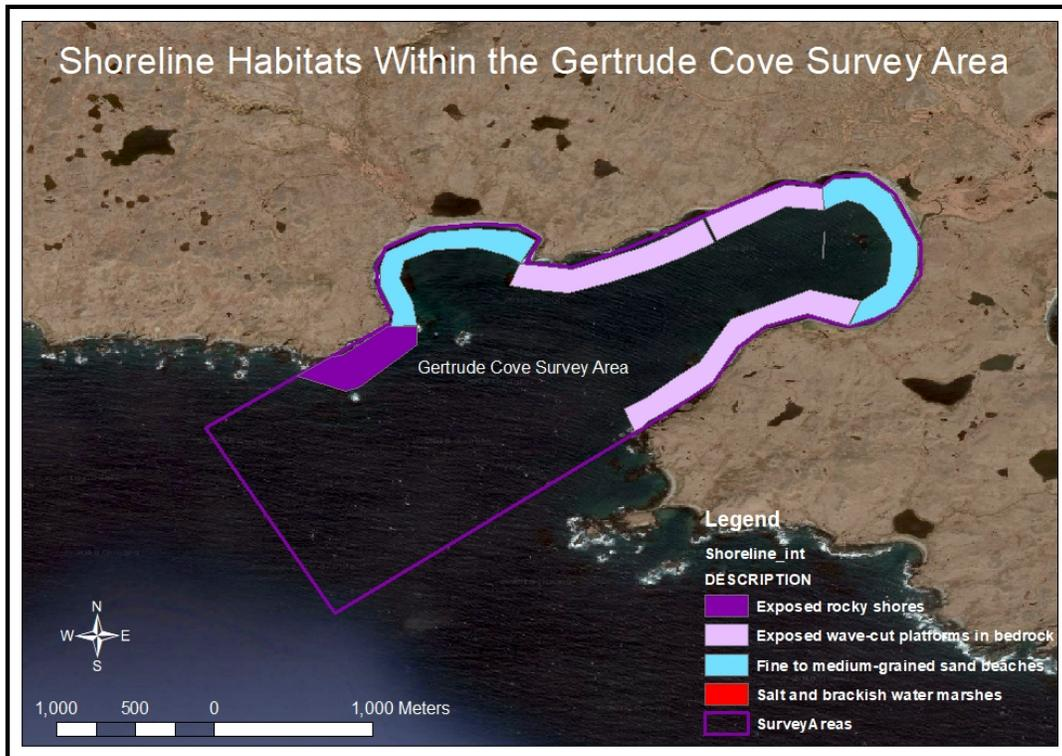 Shoreline Habitats Within the Gertrude Cove Survey Area
Gertrude Cove Survey Area
Legend
Shoreline_int
DESCRIPTION
Exposed rocky shores
Exposed wave-cut platforms in bedrock
Fine to medium-grained sand beaches
Salt and brackish water marshes
SurveyAreas
N
W E
S
1,000 500 0 1,000 Meters